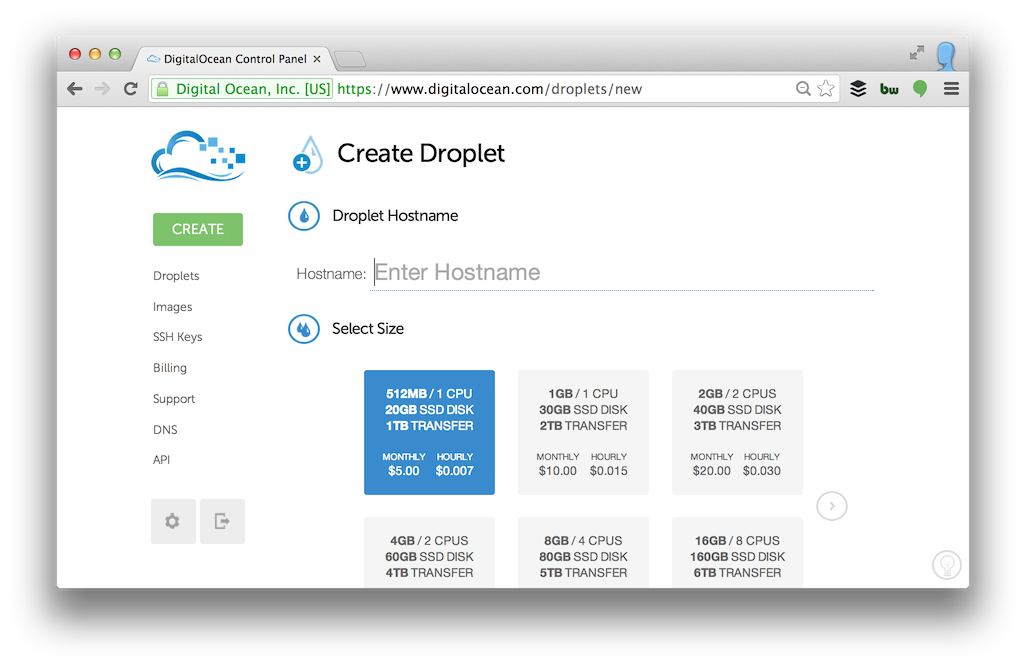 DigitalOcean Control Panel
Digital Ocean, Inc. [US] https://www.digitalocean.com/droplets/new
bw
Create Droplet
Droplet Hostname
CREATE
Hostname: Enter Hostname
Droplets
Images
SSH Keys
Billing
Support
DNS
API
Select Size
512MB / 1 CPU
20GB SSD DISK
1TB TRANSFER
MONTHLY HOURLY
$5.00 $0.007
1GB / 1 CPU
30GB SSD DISK
2TB TRANSFER
MONTHLY HOURLY
$10.00 $0.015
2GB / 2 CPUS
40GB SSD DISK
3TB TRANSFER
MONTHLY HOURLY
$20.00 $0.030
4GB / 2 CPUS
60GB SSD DISK
4TB TRANSFER
8GB / 4 CPUS
80GB SSD DISK
5TB TRANSFER
16GB / 8 CPUS
160GB SSD DISK
6TB TRANSFER